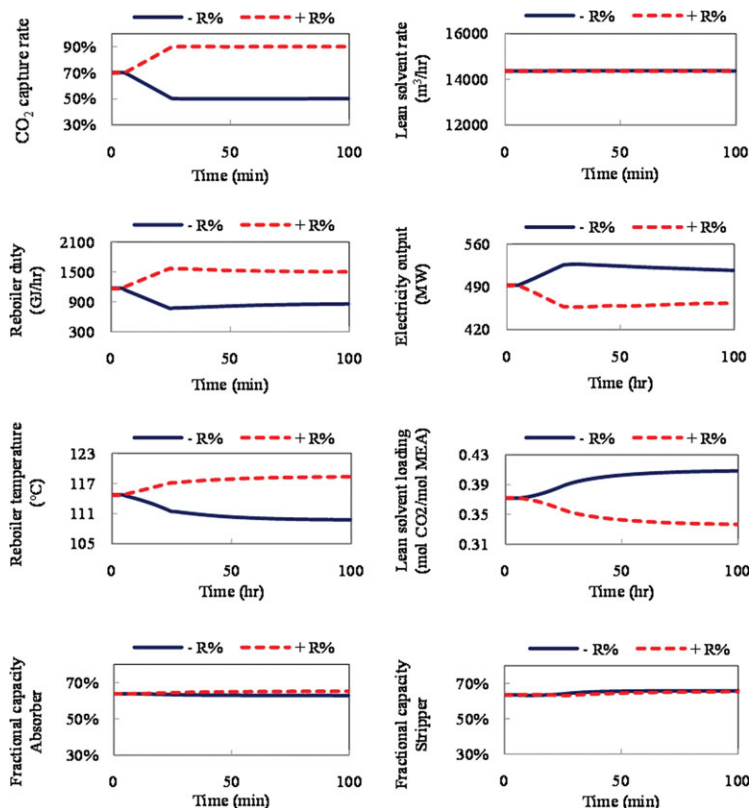 - R% + R%
CO2 capture rate
90%
70%
50%
30%
0 50 100
Time (min)
- R% + R%
Lean solvent rate
(m³/hr)
16000
14000
12000
0 50 100
Time (min)
- R% + R%
Reboiler duty
(GJ/hr)
2100
1500
900
300
0 50 100
Time (min)
- R% + R%
Electricity output
(MW)
560
490
420
0 50 100
Time (hr)
- R% + R%
Reboiler temperature
(°C)
123
117
111
105
0 50 100
Time (hr)
- R% + R%
Lean solvent loading
(mol CO2/mol MEA)
0.43
0.39
0.35
0.31
0 50 100
Time (hr)
- R% + R%
Fractional capacity
Absorber
70%
50%
30%
0 50 100
Time (min)
- R% + R%
Fractional capacity
Stripper
70%
50%
30%
0 50 100
Time (min)